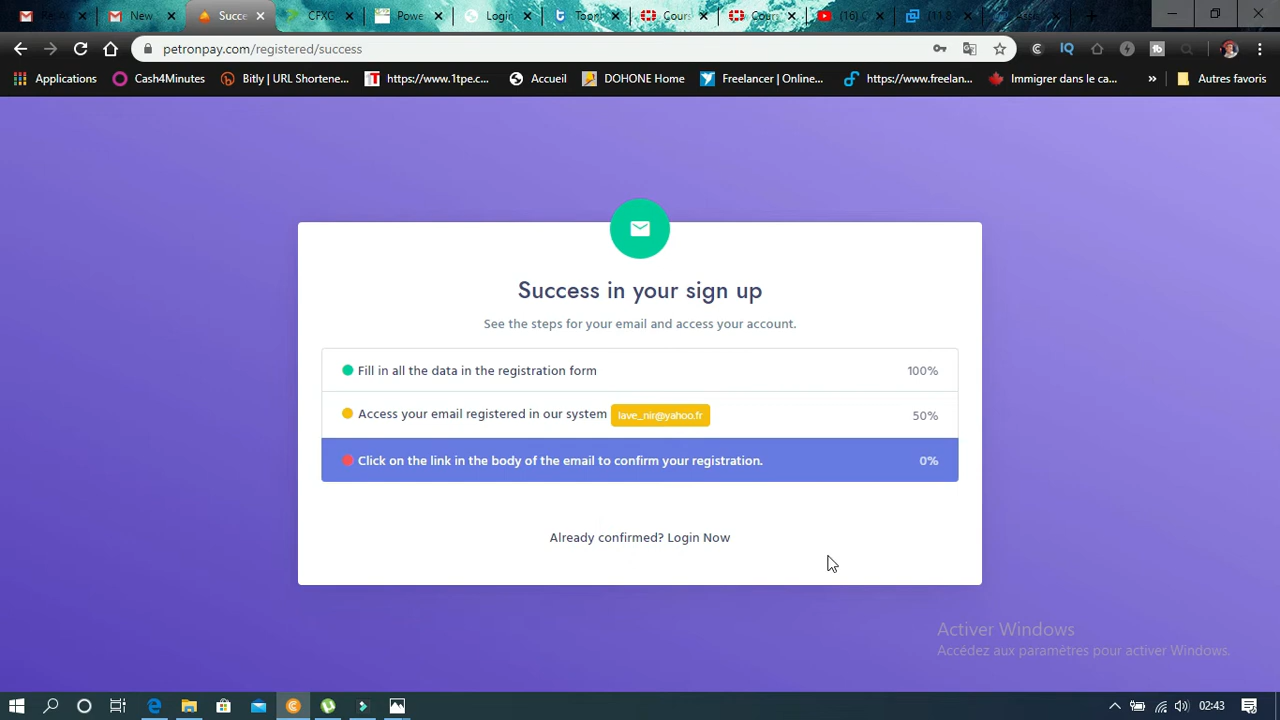 New
Succe
CFXC
Powe
Login
Cours
Cours
petronpay.com/registered/success
Applications
Cash4Minutes
Bitly | URL Shortene...
https://www.1tpe.c...
Accueil
DOHONE Home
Freelancer | Online...
https://www.freelan...
Immigrer dans le ca...
»
Autres favoris
Success in your sign up
See the steps for your email and access your account.
Fill in all the data in the registration form 100%
Access your email registered in our system lave_nir@yahoo.fr 50%
Click on the link in the body of the email to confirm your registration. 0%
Already confirmed? Login Now
Activer Windows
Accédez aux paramètres pour activer Windows.
02:43